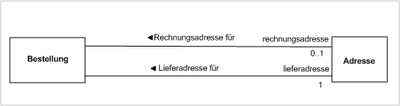 ◄Rechnungsadresse für
rechnungsadresse
0..1
Bestellung
Adresse
◄ Lieferadresse für
lieferadresse
1